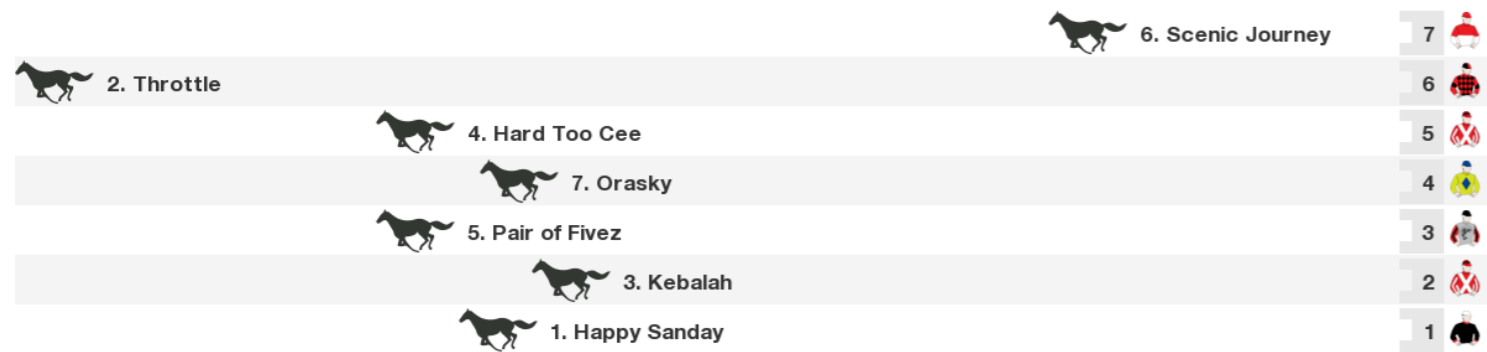 6. Scenic Journey 7
2. Throttle 6
4. Hard Too Cee 5
7. Orasky 4
5. Pair of Fivez 3
3. Kebalah 2
1. Happy Sanday 1